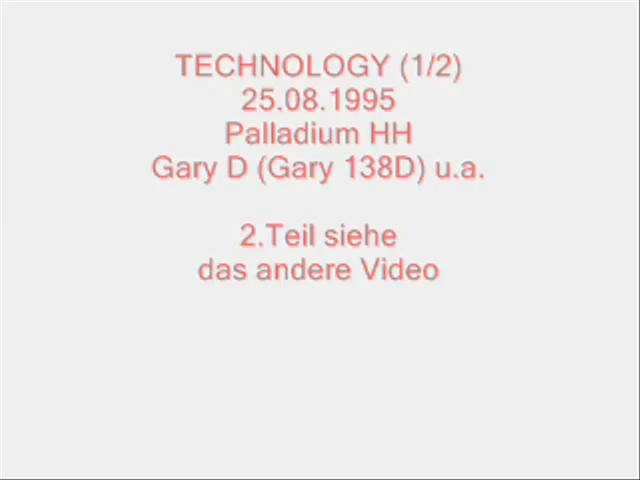 TECHNOLOGY (1/2)
25.08.1995
Palladium HH
Gary D (Gary 138D) u.a.
2.Teil siehe
das andere Video